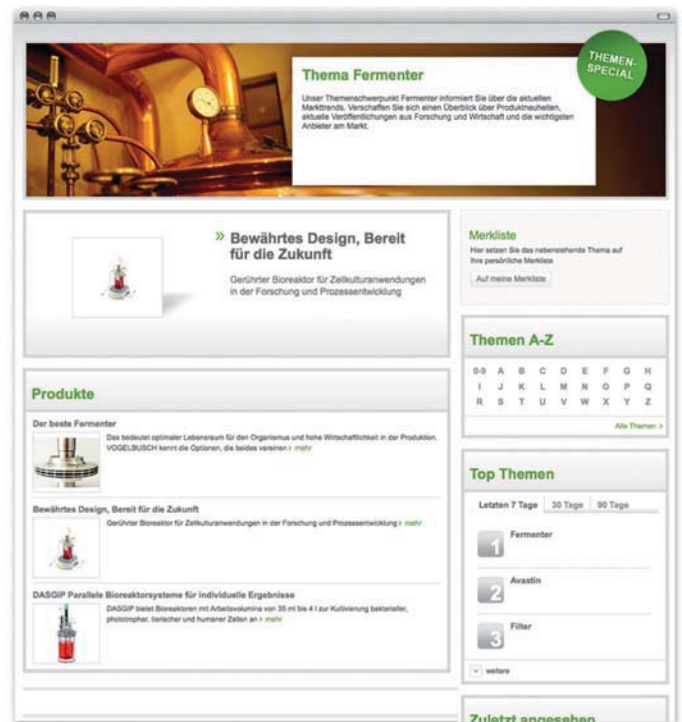 THEMEN-
SPECIAL
Thema Fermenter
Unser Themenschwerpunkt Fermenter informiert Sie über die aktuellen
Markttrends. Verschaffen Sie sich einen Überblick über Produktneuheiten,
aktuelle Veröffentlichungen aus Forschung und Wirtschaft und die wichtigsten
Anbieter am Markt.
» Bewährtes Design, Bereit
für die Zukunft
Gerührter Bioreaktor für Zellkulturanwendungen
in der Forschung und Prozessentwicklung
Produkte
Der beste Fermenter
Das bedeutet optimaler Lebensraum für den Organismus und hohe Wirtschaftlichkeit in der Produktion.
VOGELBUSCH kennt die Optionen, die beides vereinen › mehr
Bewährtes Design, Bereit für die Zukunft
Gerührter Bioreaktor für Zellkulturanwendungen in der Forschung und Prozessentwicklung › mehr
DASGIP Parallele Bioreaktorsysteme für individuelle Ergebnisse
DASGIP bietet Bioreaktoren mit Arbeitsvolumina von 35 ml bis 4 l zur Kultivierung bakterieller,
phototropher, tierischer und humaner Zellen an › mehr
Merkliste
Hier setzen Sie das nebenstehende Thema auf
Ihre persönliche Merkliste
Auf meine Merkliste
Themen A-Z
0-9 A B C D E F G H
I J K L M N O P Q
R S T U V W X Y Z
Alle Themen ›
Top Themen
Letzten 7 Tage 30 Tage 90 Tage
1 Fermenter
2 Avastin
3 Filter
weitere
Zuletzt angesehen